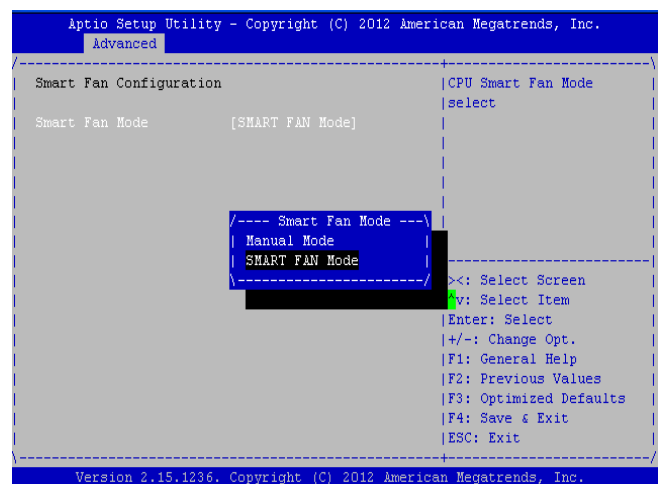 Aptio Setup Utility - Copyright (C) 2012 American Megatrends, Inc.
Advanced
Smart Fan Configuration
Smart Fan Mode [SMART FAN Mode]
CPU Smart Fan Mode
select
/---- Smart Fan Mode ---\
Manual Mode
SMART FAN Mode
><: Select Screen
^v: Select Item
Enter: Select
+/-: Change Opt.
F1: General Help
F2: Previous Values
F3: Optimized Defaults
F4: Save & Exit
ESC: Exit
Version 2.15.1236. Copyright (C) 2012 American Megatrends, Inc.